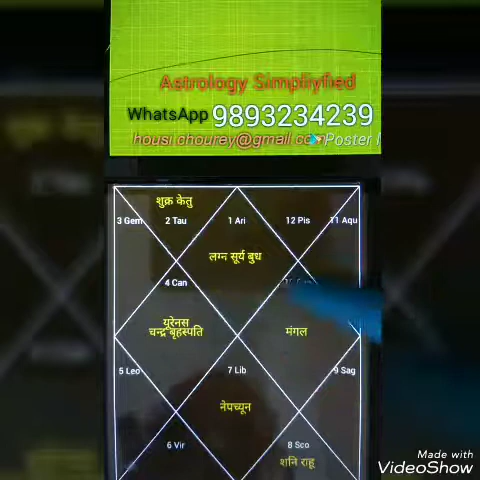 Astrology Simpliyfied
WhatsApp 9893234239
housi.chourey@gmail.com Poster
शुक्र केतु
3 Gem 2 Tau 1 Ari 12 Pis 11 Aqu
लग्न सूर्य बुध
4 Can
यूरेनस
चन्द्र बृहस्पति
मंगल
5 Leo 7 Lib 9 Sag
नेपच्यून
6 Vir 8 Sco
शनि राहू
Made with
VideoShow